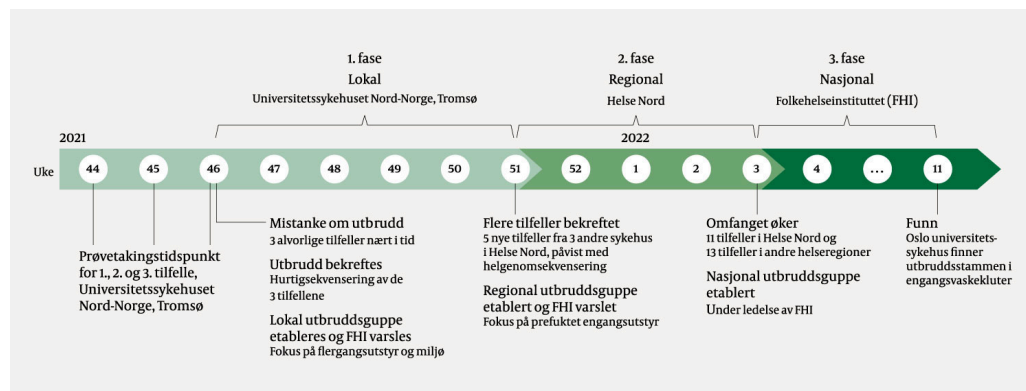 1. fase
Lokal
Universitetssykehuset Nord-Norge, Tromsø
2. fase
Regional
Helse Nord
3. fase
Nasjonal
Folkehelseinstituttet (FHI)
2021
2022
Uke
44
45
46
47
48
49
50
51
52
1
2
3
4
...
11
Prøvetakingstidspunkt
for 1., 2. og 3. tilfelle,
Universitetssykehuset
Nord-Norge, Tromsø
Mistanke om utbrudd
3 alvorlige tilfeller nært i tid
Utbrudd bekreftes
Hurtigsekvensering av de
3 tilfellene
Lokal utbruddsguppe
etableres og FHI varsles
Fokus på flergangsutstyr og miljø
Flere tilfeller bekreftet
5 nye tilfeller fra 3 andre sykehus
i Helse Nord, påvist med
helgenomsekvensering
Regional utbruddsguppe
etablert og FHI varslet
Fokus på prefuktet engangsutstyr
Omfanget øker
11 tilfeller i Helse Nord og
13 tilfeller i andre helseregioner
Nasjonal utbruddsguppe
etablert
Under ledelse av FHI
Funn
Oslo universitets-
sykehus finner
utbruddsstammen i
engangsvaskekluter